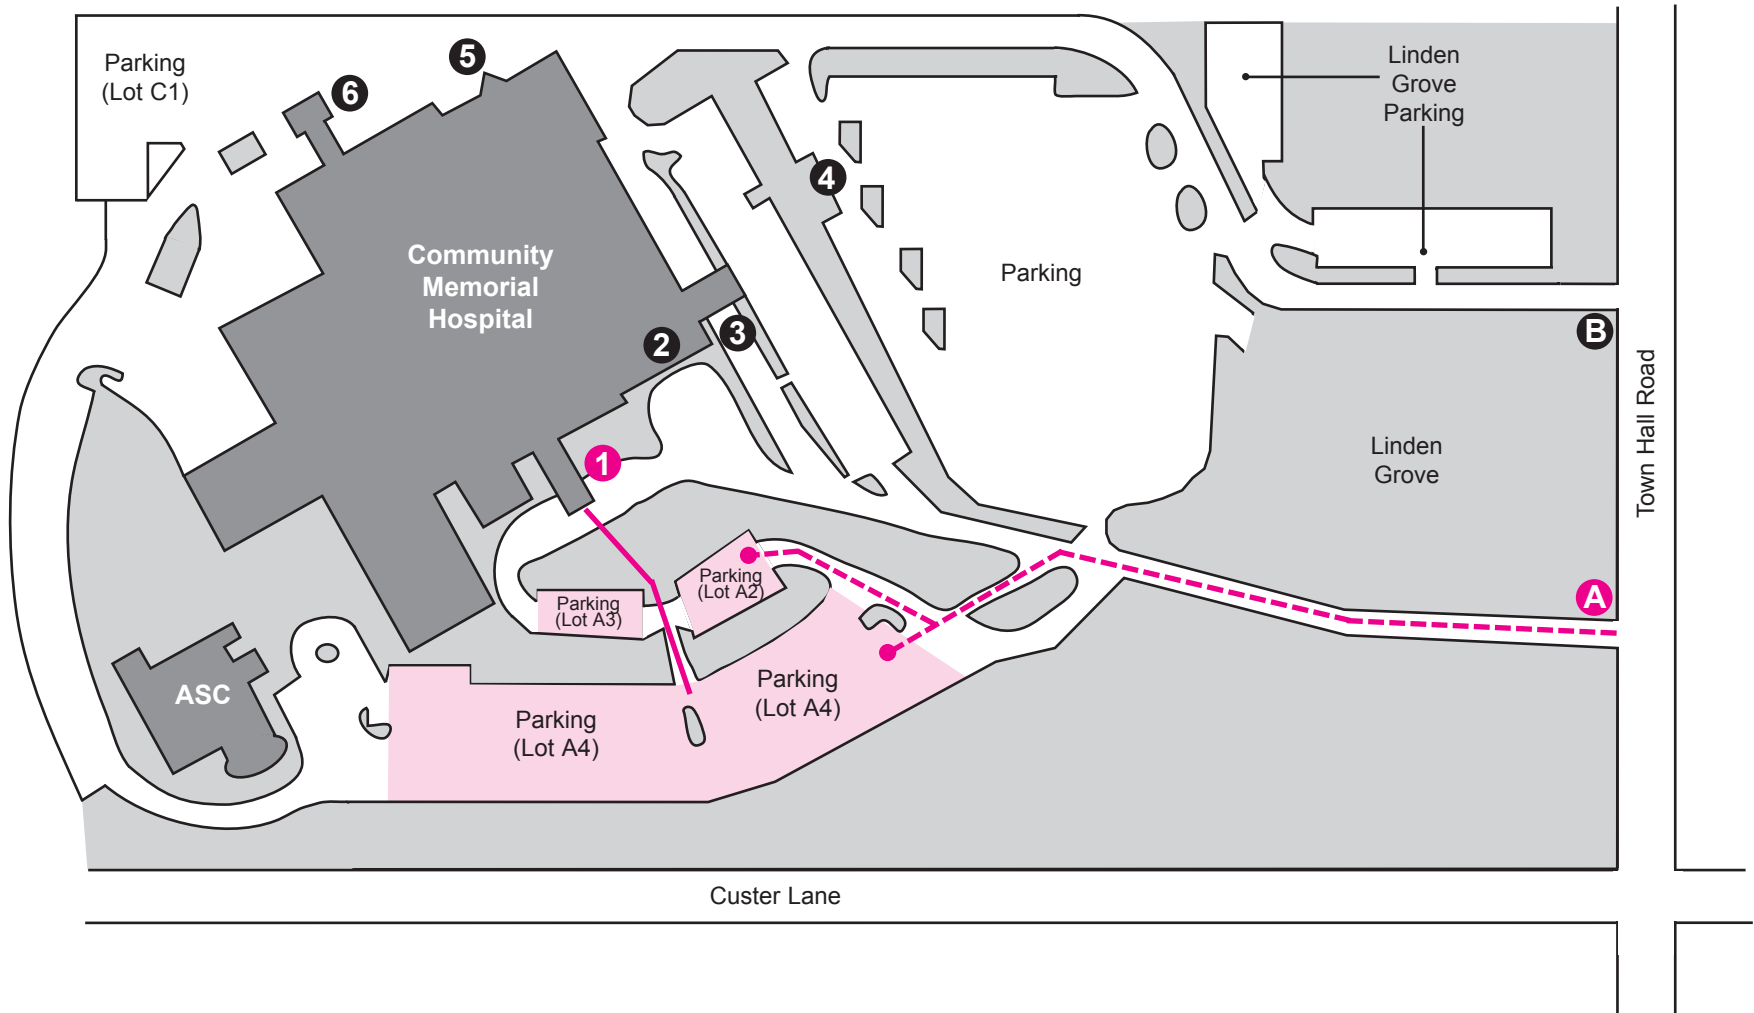 Parking
(Lot C1)
6
5
Community
Memorial
Hospital
2
3
4
1
Parking
Linden
Grove
Parking
B
Town Hall Road
Linden
Grove
A
Parking
(Lot A2)
Parking
(Lot A3)
Parking
(Lot A4)
Parking
(Lot A4)
ASC
Custer Lane